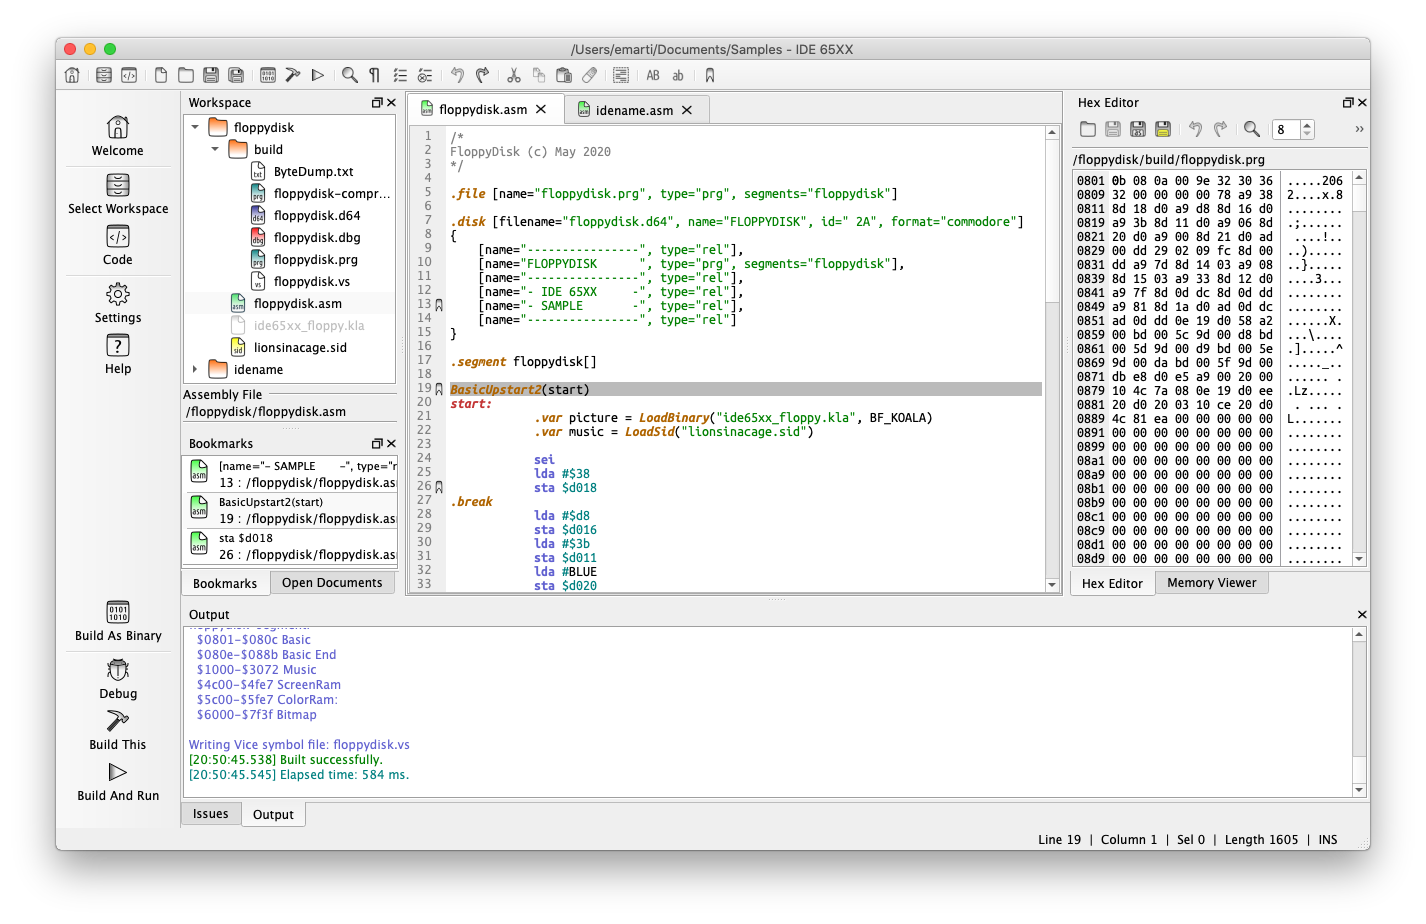 /Users/emarti/Documents/Samples - IDE 65XX
AB ab
Welcome
Select Workspace
Code
Settings
Help
Build As Binary
Debug
Build This
Build And Run
Workspace
floppydisk
build
ByteDump.txt
floppydisk-compr...
floppydisk.d64
floppydisk.dbg
floppydisk.prg
floppydisk.vs
floppydisk.asm
ide65xx_floppy.kla
lionsinacage.sid
idename
Assembly File
/floppydisk/floppydisk.asm
Bookmarks
[name="- SAMPLE     -", type="r
13 : /floppydisk/floppydisk.as
BasicUpstart2(start)
19 : /floppydisk/floppydisk.as
sta $d018
26 : /floppydisk/floppydisk.as
Bookmarks Open Documents
floppydisk.asm idename.asm
1 /*
2 FloppyDisk (c) May 2020
3 */
4
5 .file [name="floppydisk.prg", type="prg", segments="floppydisk"]
6
7 .disk [filename="floppydisk.d64", name="FLOPPYDISK", id=" 2A", format="commodore"]
8 {
9     [name="----------------", type="rel"],
10     [name="FLOPPYDISK      ", type="prg", segments="floppydisk"],
11     [name="----------------", type="rel"],
12     [name="- IDE 65XX     -", type="rel"],
13     [name="- SAMPLE       -", type="rel"],
14     [name="----------------", type="rel"]
15 }
16
17 .segment floppydisk[]
18
19 BasicUpstart2(start)
20 start:
21             .var picture = LoadBinary("ide65xx_floppy.kla", BF_KOALA)
22             .var music = LoadSid("lionsinacage.sid")
23
24             sei
25             lda #$38
26             sta $d018
27 .break
28             lda #$d8
29             sta $d016
30             lda #$3b
31             sta $d011
32             lda #BLUE
33             sta $d020
Hex Editor
8 »
/floppydisk/build/floppydisk.prg
0801 0b 08 0a 00 9e 32 30 36 .....206
0809 32 00 00 00 00 78 a9 38 2....x.8
0811 8d 18 d0 a9 d8 8d 16 d0 ........
0819 a9 3b 8d 11 d0 a9 06 8d .;......
0821 20 d0 a9 00 8d 21 d0 ad  ....!..
0829 00 dd 29 02 09 fc 8d 00 ..).....
0831 dd a9 7d 8d 14 03 a9 08 ..}.....
0839 8d 15 03 a9 33 8d 12 d0 ....3...
0841 a9 7f 8d 0d dc 8d 0d dd ........
0849 a9 81 8d 1a d0 ad 0d dc ........
0851 ad 0d dd 0e 19 d0 58 a2 ......X.
0859 00 bd 00 5c 9d 00 d8 bd ...\....
0861 00 5d 9d 00 d9 bd 00 5e .].....^
0869 9d 00 da bd 00 5f 9d 00 ....._..
0871 db e8 d0 e5 a9 00 20 00 ...... .
0879 10 4c 7a 08 0e 19 d0 ee .Lz.....
0881 20 d0 20 03 10 ce 20 d0  . ... .
0889 4c 81 ea 00 00 00 00 00 L.......
0891 00 00 00 00 00 00 00 00 ........
0899 00 00 00 00 00 00 00 00 ........
08a1 00 00 00 00 00 00 00 00 ........
08a9 00 00 00 00 00 00 00 00 ........
08b1 00 00 00 00 00 00 00 00 ........
08b9 00 00 00 00 00 00 00 00 ........
08c1 00 00 00 00 00 00 00 00 ........
08c9 00 00 00 00 00 00 00 00 ........
08d1 00 00 00 00 00 00 00 00 ........
08d9 00 00 00 00 00 00 00 00 ........
Hex Editor Memory Viewer
Output
$0801-$080c Basic
$080e-$088b Basic End
$1000-$3072 Music
$4c00-$4fe7 ScreenRam
$5c00-$5fe7 ColorRam:
$6000-$7f3f Bitmap
Writing Vice symbol file: floppydisk.vs
[20:50:45.538] Built successfully.
[20:50:45.545] Elapsed time: 584 ms.
Issues Output
Line 19 | Column 1 | Sel 0 | Length 1605 | INS